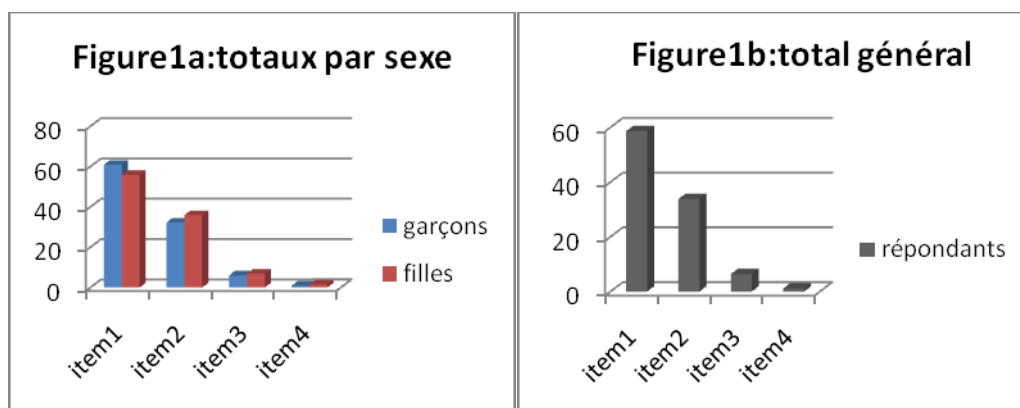 Figure1a:totaux par sexe
80
60
40
20
0
item1
item2
item3
item4
garçons
filles
Figure1b:total général
60
40
20
0
item1
item2
item3
item4
répondants